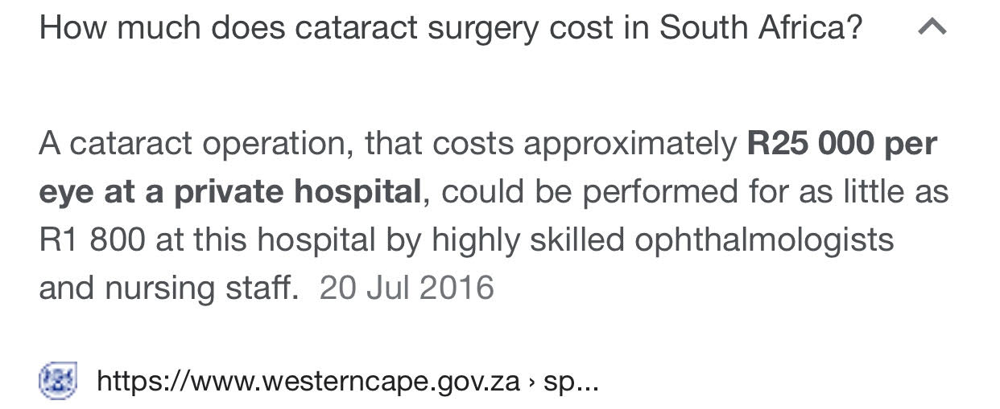 How much does cataract surgery cost in South Africa?
A cataract operation, that costs approximately R25 000 per
eye at a private hospital, could be performed for as little as
R1 800 at this hospital by highly skilled ophthalmologists
and nursing staff. 20 Jul 2016
https://www.westerncape.gov.za › sp...